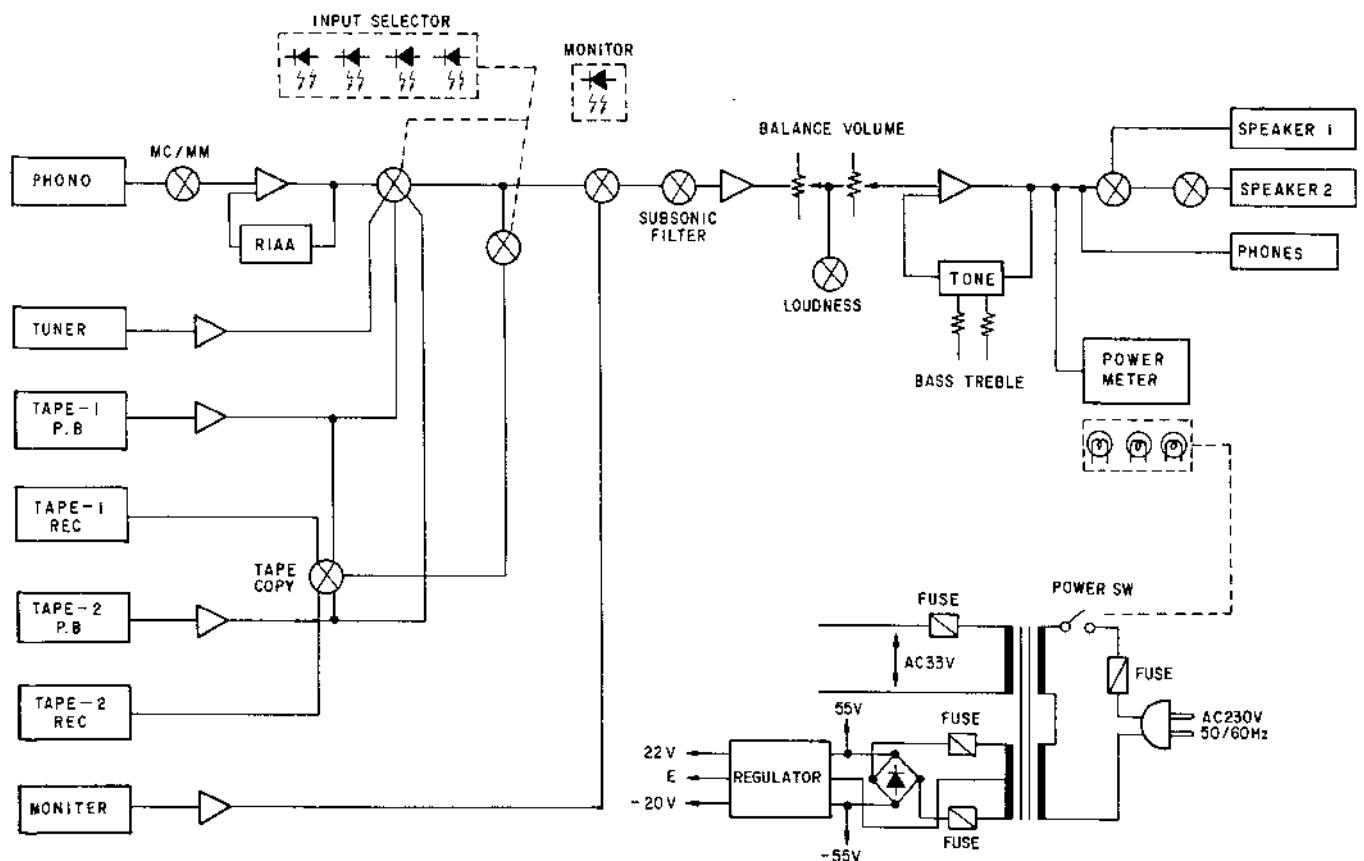 INPUT SELECTOR
MONITOR
BALANCE VOLUME
SPEAKER 1
MC/MM
PHONO
SPEAKER 2
SUBSONIC
FILTER
RIAA
PHONES
TONE
LOUDNESS
TUNER
POWER
METER
BASS TREBLE
TAPE-1
P.B
TAPE-1
REC
TAPE
COPY
POWER SW
FUSE
TAPE-2
P.B
AC33V
FUSE
TAPE-2
REC
55V
FUSE
AC230V
50/60Hz
22V
E
REGULATOR
-20V
MONITER
FUSE
-55V